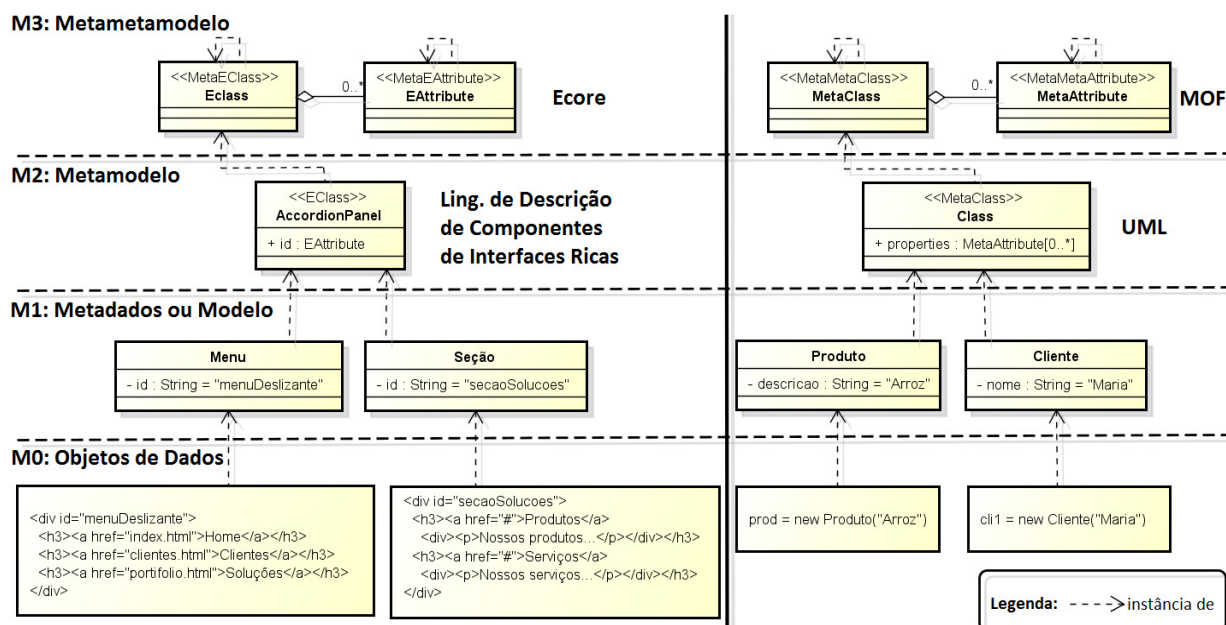 M3: Metametamodelo
<<MetaEClass>>
Eclass
0..*
<<MetaEAttribute>>
EAttribute
Ecore
<<MetaMetaClass>>
MetaClass
0..*
<<MetaMetaAttribute>>
MetaAttribute
MOF
M2: Metamodelo
<<EClass>>
AccordionPanel
+ id : EAttribute
Ling. de Descrição
de Componentes
de Interfaces Ricas
<<MetaClass>>
Class
+ properties : MetaAttribute[0..*]
UML
M1: Metadados ou Modelo
Menu
- id : String = "menuDeslizante"
Seção
- id : String = "secaoSolucoes"
Produto
- descricao : String = "Arroz"
Cliente
- nome : String = "Maria"
M0: Objetos de Dados
<div id="menuDeslizante">
<h3><a href="index.html">Home</a></h3>
<h3><a href="clientes.html">Clientes</a></h3>
<h3><a href="portifolio.html">Soluções</a></h3>
</div>
<div id="secaoSolucoes">
<h3><a href="#">Produtos</a>
<div><p>Nossos produtos...</p></div></h3>
<h3><a href="#">Serviços</a>
<div><p>Nossos serviços...</p></div></h3>
</div>
prod = new Produto("Arroz")
cli1 = new Cliente("Maria")
Legenda: instância de